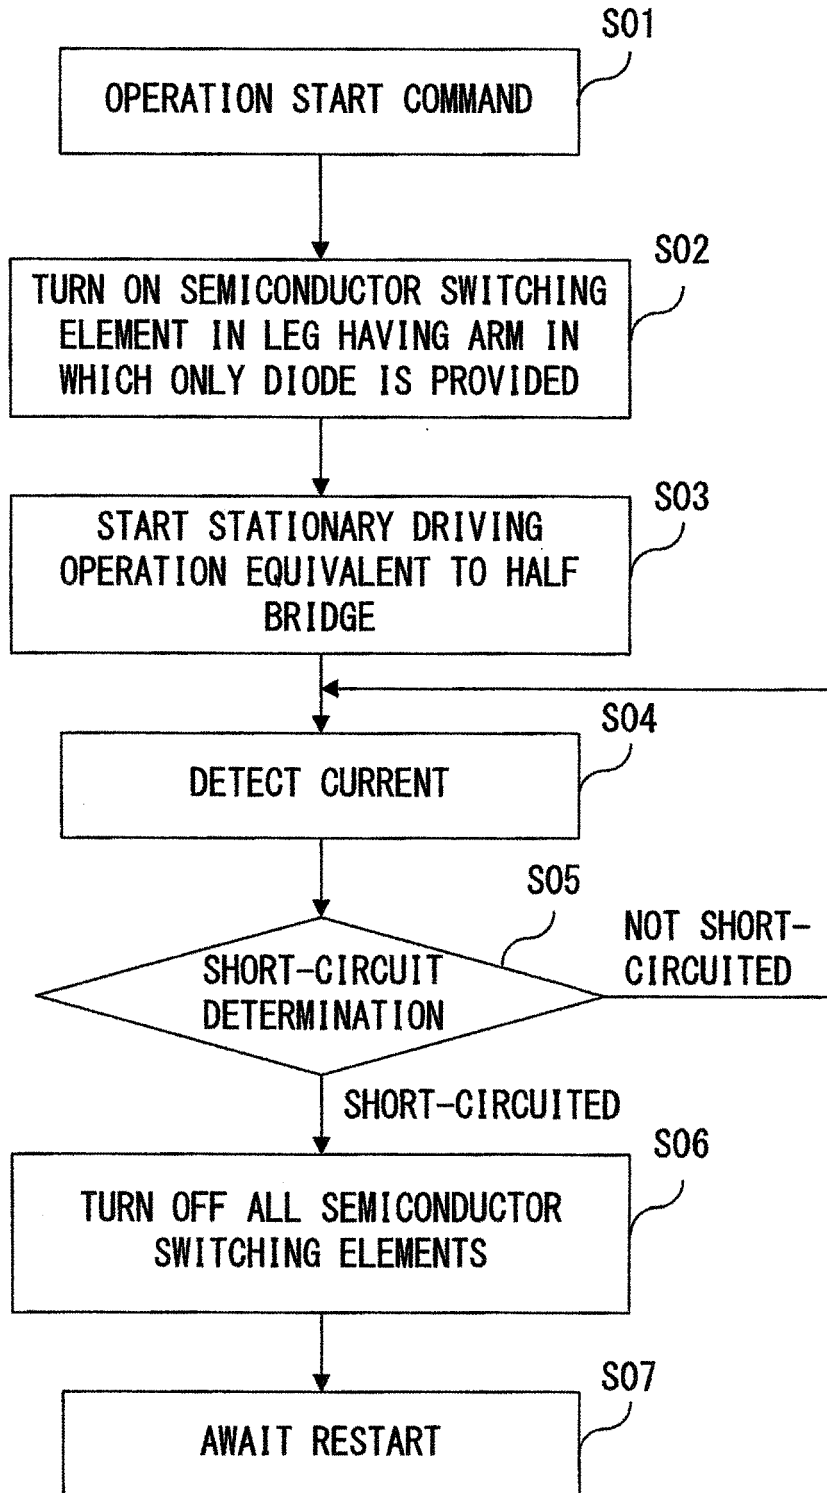 S01
OPERATION START COMMAND
S02
TURN ON SEMICONDUCTOR SWITCHING
ELEMENT IN LEG HAVING ARM IN
WHICH ONLY DIODE IS PROVIDED
S03
START STATIONARY DRIVING
OPERATION EQUIVALENT TO HALF
BRIDGE
S04
DETECT CURRENT
S05
SHORT-CIRCUIT
DETERMINATION
NOT SHORT-
CIRCUITED
SHORT-CIRCUITED
S06
TURN OFF ALL SEMICONDUCTOR
SWITCHING ELEMENTS
S07
AWAIT RESTART